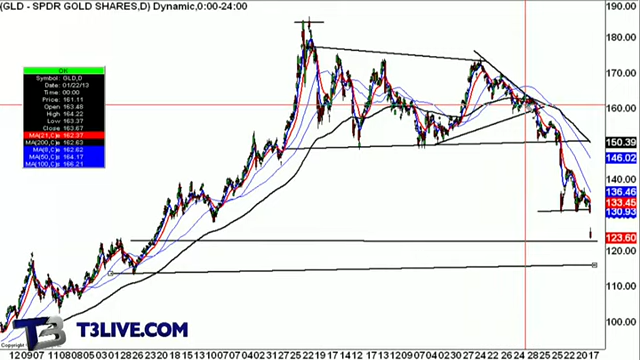 (GLD - SPDR GOLD SHARES,D) Dynamic,0:00-24:00
Symbol: GLD,D
Date: 01/22/13
Time: 00:00
Price: 161.11
Open 163.48
High 164.22
Low 163.37
Close 163.67
MA(21,C)s 162.37
MA(200,C)s 162.63
MA(8,C)s 162.62
MA(50,C)s 164.17
MA(100,C)s 166.21
190.00
180.00
170.00
160.00
150.39
146.02
140.00
136.46
133.45
130.93
123.60
120.00
110.00
100.00
T3 T3LIVE.COM